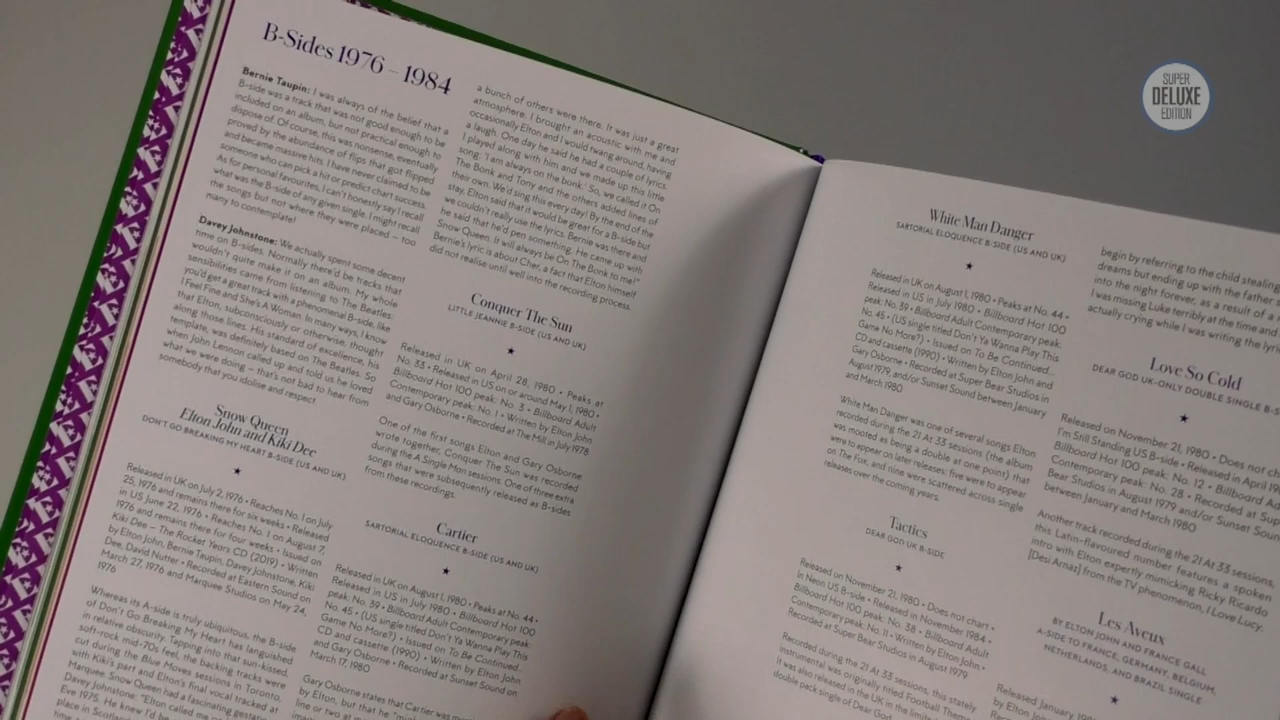 B-Sides 1976 – 1984
Bernie Taupin: I was always of the belief that a
B-side was a track that was not good enough to be
included on an album, but not practical enough to
dispose of. Of course, this was nonsense, eventually
proved by the abundance of flips that got flipped
and became massive hits. I have never claimed to be
someone who can pick a hit or predict chart success.
As for personal favourites, I can't honestly say I recall
what was the B-side of any given single. I might recall
the songs but not where they were placed – too
many to contemplate!
Davey Johnstone: We actually spent some decent
time on B-sides. Normally there'd be tracks that
wouldn't quite make it on an album. My whole
sensibilities came from listening to The Beatles:
you'd get a great track with a phenomenal B-side, like
I Feel Fine and She's A Woman. In many ways, I know
that Elton, subconsciously or otherwise, thought
along those lines. His standard of excellence, his
template, was definitely based on The Beatles. So
when John Lennon called up and told us he loved
what we were doing – that's not bad to hear from
somebody that you idolise and respect.
Snow Queen
Elton John and Kiki Dee
DON'T GO BREAKING MY HEART B-SIDE (US AND UK)
Released in UK on July 2, 1976 • Reaches No. 1 on July
25, 1976 and remains there for six weeks • Released
in US June 22, 1976 • Reaches No. 1 on August 7,
1976 and remains there for four weeks • Issued on
Kiki Dee – The Rocket Years CD (2019) • Written
by Elton John, Bernie Taupin, Davey Johnstone, Kiki
Dee, David Nutter • Recorded at Eastern Sound on
March 27, 1976 and Marquee Studios on May 24,
1976
Whereas its A-side is truly ubiquitous, the B-side
of Don't Go Breaking My Heart has languished
in relative obscurity. Tapping into that sun-kissed,
soft-rock mid-70s feel, the backing tracks were
cut during the Blue Moves sessions in Toronto,
with Kiki's part and Elton's final vocal tracked at
Marquee. Snow Queen had a fascinating gestation
Eve 1975,
Davey Johnstone: "Elton called me
place in Scotland. He knew I'd be
a bunch of others were there. It was just a great
atmosphere. I brought an acoustic with me and
occasionally Elton and I would twang around, having
a laugh. One day he said he had a couple of lyrics.
I played along with him and we made up this little
song: 'I am always on the bonk.' So, we called it On
The Bonk and Tony and the others added lines of
their own. We'd sing this every day! By the end of the
stay, Elton said that it would be great for a B-side but
we couldn't really use the lyrics. Bernie was there and
he said that he'd pen something. He came up with
Snow Queen. It will always be On The Bonk to me!"
Bernie's lyric is about Cher, a fact that Elton himself
did not realise until well into the recording process.
Conquer The Sun
LITTLE JEANNIE B-SIDE (US AND UK)
Released in UK on April 28, 1980 • Peaks at
No. 33 • Released in US on or around May 1, 1980 •
Billboard Hot 100 peak: No. 3 • Billboard Adult
Contemporary peak: No. 1 • Written by Elton John
and Gary Osborne • Recorded at The Mill in July 1978
One of the first songs Elton and Gary Osborne
wrote together, Conquer The Sun was recorded
during the A Single Man sessions. One of three extra
songs that were subsequently released as B-sides
from these recordings.
Cartier
SARTORIAL ELOQUENCE B-SIDE (US AND UK)
Released in UK on August 1, 1980 • Peaks at No. 44 •
Released in US in July 1980 • Billboard Hot 100
peak: No. 39 • Billboard Adult Contemporary peak:
No. 45 • (US single titled Don't Ya Wanna Play This
Game No More?) • Issued on To Be Continued...
CD and cassette (1990) • Written by Elton John
and Gary Osborne • Recorded at Sunset Sound on
March 17, 1980
Gary Osborne states that Cartier was
by Elton, but that he "might
line or two at
White Man Danger
SARTORIAL ELOQUENCE B-SIDE (US AND UK)
Released in UK on August 1, 1980 • Peaks at No. 44 •
Released in US in July 1980 • Billboard Hot 100
peak: No. 39 • Billboard Adult Contemporary peak:
No. 45 • (US single titled Don't Ya Wanna Play This
Game No More?) • Issued on To Be Continued...
CD and cassette (1990) • Written by Elton John and
Gary Osborne • Recorded at Super Bear Studios in
August 1979, and/or Sunset Sound between January
and March 1980
White Man Danger was one of several songs Elton
recorded during the 21 At 33 sessions (the album
was mooted as being a double at one point) that
were to appear on later releases: five were to appear
on The Fox, and nine were scattered across single
releases over the coming years.
Tactics
DEAR GOD UK B-SIDE
Released on November 21, 1980 • Does not chart •
in Neon US B-side • Released in November 1984 •
Billboard Hot 100 peak: No. 38 • Billboard Adult
Contemporary peak: No. 11 • Written by Elton John •
Recorded at Super Bear Studios in August 1979
Recorded during the 21 At 33 sessions, this stately
instrumental was originally titled Football Theme.
It was also released in the UK in the limited
double pack single of Dear God.
begin by referring to the child stealing
dreams but ending up with the father
into the night forever, as a result of a
I was missing Luke terribly at the time and
actually crying while I was writing the lyric
Love So Cold
DEAR GOD UK-ONLY DOUBLE SINGLE B-S
Released on November 21, 1980 • Does not ch
I'm Still Standing US B-side • Released in April 19
Billboard Hot 100 peak: No. 12 • Billboard Ad
Contemporary peak: No. 28 • Recorded at Sup
Bear Studios in August 1979 and/or Sunset Soun
between January and March 1980
Another track recorded during the 21 At 33 sessions,
this Latin-flavoured number features a spoken
intro with Elton expertly mimicking Ricky Ricardo
[Desi Arnaz] from the TV phenomenon, I Love Lucy.
Les Aveux
BY ELTON JOHN AND FRANCE GALL
A-SIDE TO FRANCE, GERMANY, BELGIUM,
NETHERLANDS, AND BRAZIL SINGLE
Released January
SUPER
DELUXE
EDITION